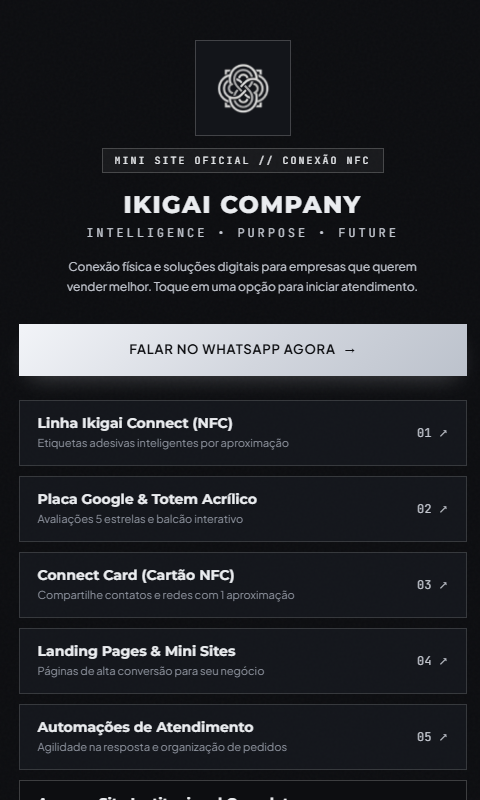 MINI SITE OFICIAL // CONEXÃO NFC
IKIGAI COMPANY
INTELLIGENCE • PURPOSE • FUTURE
Conexão física e soluções digitais para empresas que querem
vender melhor. Toque em uma opção para iniciar atendimento.
FALAR NO WHATSAPP AGORA →
Linha Ikigai Connect (NFC)
Etiquetas adesivas inteligentes por aproximação
01 ↗
Placa Google & Totem Acrílico
Avaliações 5 estrelas e balcão interativo
02 ↗
Connect Card (Cartão NFC)
Compartilhe contatos e redes com 1 aproximação
03 ↗
Landing Pages & Mini Sites
Páginas de alta conversão para seu negócio
04 ↗
Automações de Atendimento
Agilidade na resposta e organização de pedidos
05 ↗